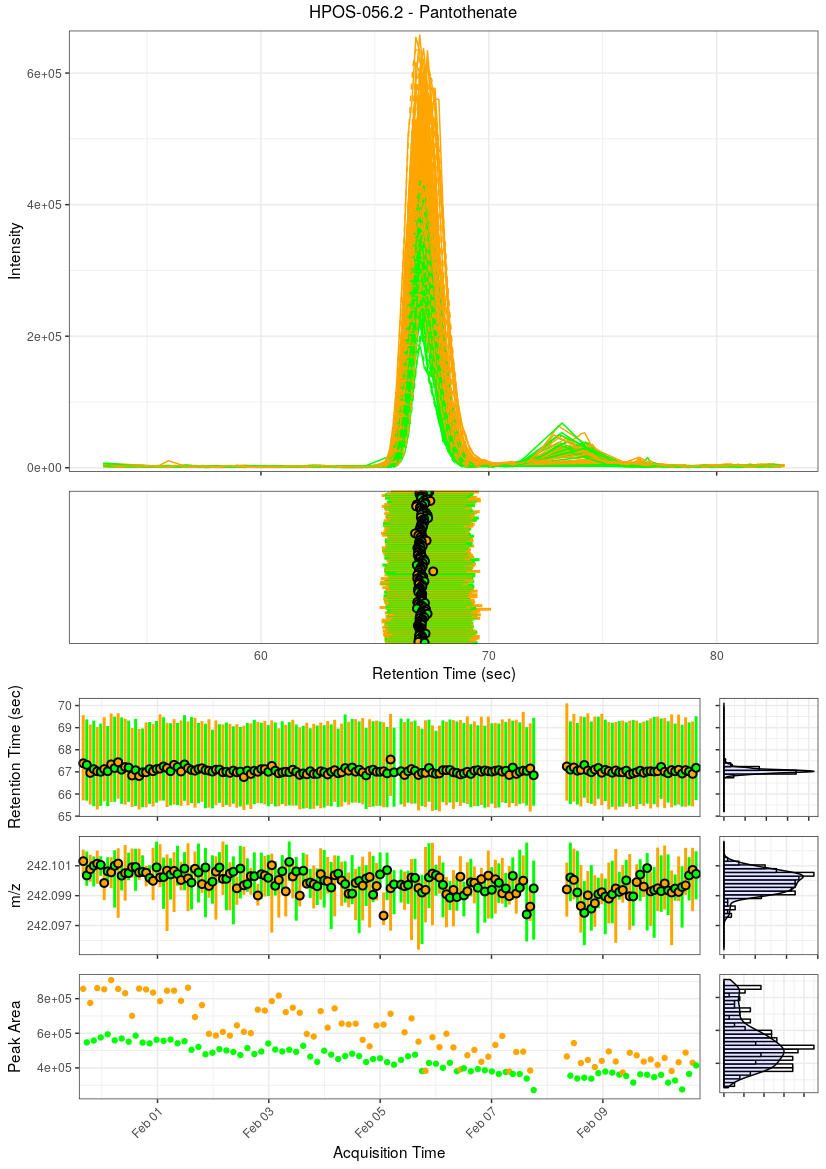 HPOS-056.2 - Pantothenate
6e+05
4e+05
2e+05
0e+00
Intensity
60
70
80
Retention Time (sec)
70
69
68
67
66
65
Retention Time (sec)
242.101
242.099
242.097
m/z
8e+05
6e+05
4e+05
Peak Area
Feb 01
Feb 03
Feb 05
Feb 07
Feb 09
Acquisition Time